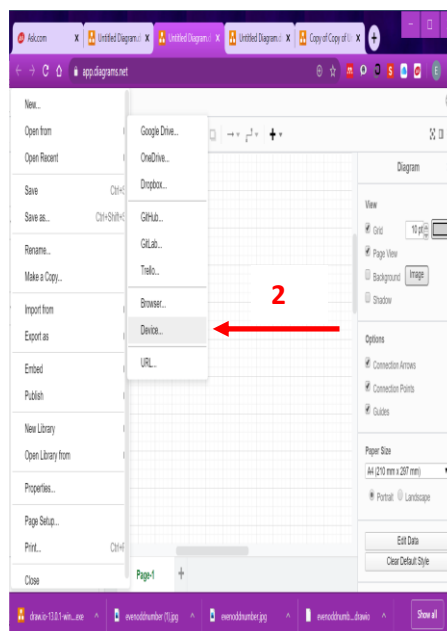 Ask.com x
Untitled Diagram.d x
Untitled Diagram.d x
Untitled Diagram.d x
Copy of Copy of x
app.diagrams.net
E
New...
Open from
Open Recent
Save Ctrl+S
Save as... Ctrl+Shift+S
Rename...
Make a Copy...
Import from
Export as
Embed
Publish
New Library
Open Library from
Properties...
Page Setup...
Print... Ctrl+P
Close
Google Drive...
OneDrive...
Dropbox...
GitHub...
GitLab...
Trello...
Browser...
Device...
URL...
2
Diagram
View
Grid 10 pt
Page View
Background Image
Shadow
Options
Connection Arrows
Connection Points
Guides
Paper Size
A4 (210 mm x 297 mm)
Portrait Landscape
Edit Data
Clear Default Style
Page-1
draw.io-13.0.1-win....exe
evenoddnumber (1).jpg
evenoddnumber.jpg
evenoddnumb...drawio
Show all